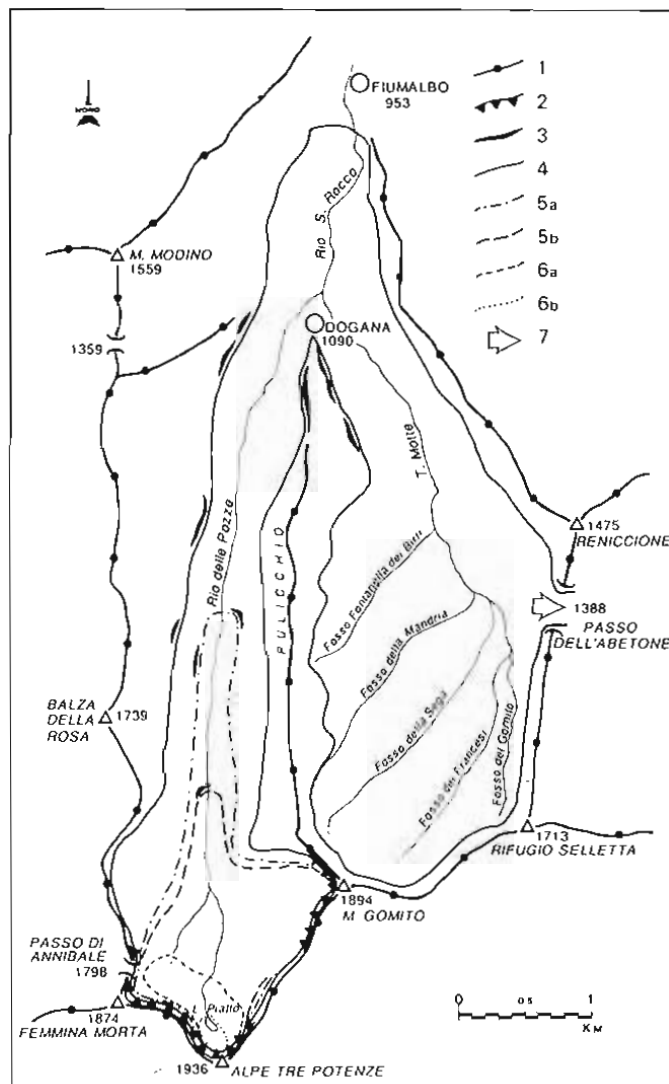 FIUMALBO
953
1
2
3
4
5a
5b
6a
6b
7
Rio S. Rocco
M. MODINO
1559
1359
DOGANA
1090
T. Motte
Rio delle Pozze
PULICCHIO
Fosso Fontanella dei Birri
Fosso della Mandria
Fosso della Sega
Fosso dei Francesi
Fosso del Gomito
1475
RENICCIONE
1388
PASSO
DELL'ABETONE
BALZA
DELLA
ROSA
1739
1713
RIFUGIO SELLETTA
1894
M. GOMITO
PASSO DI
ANNIBALE
1798
1874
FEMMINA MORTA
Piatto
1936
ALPE TRE POTENZE
0
0.5
1
KM